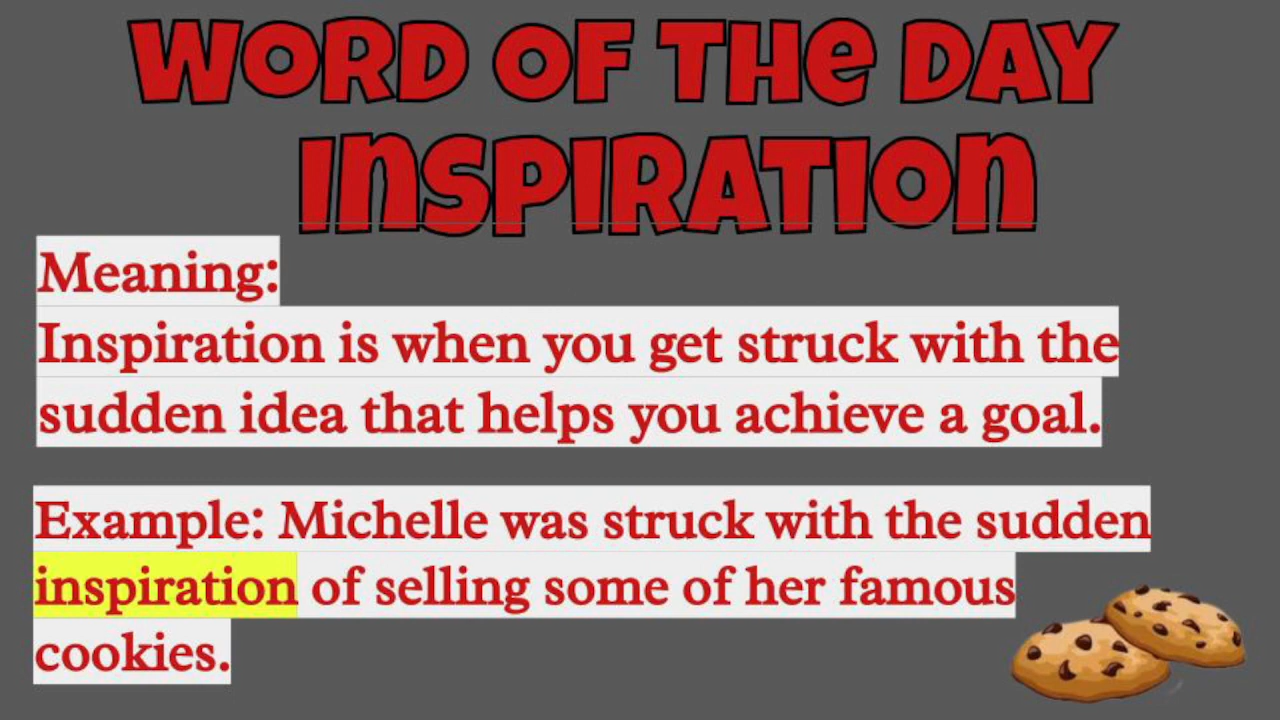 WORD OF THE DAY
INSPIRATION
Meaning:
Inspiration is when you get struck with the
sudden idea that helps you achieve a goal.
Example: Michelle was struck with the sudden
inspiration of selling some of her famous
cookies.